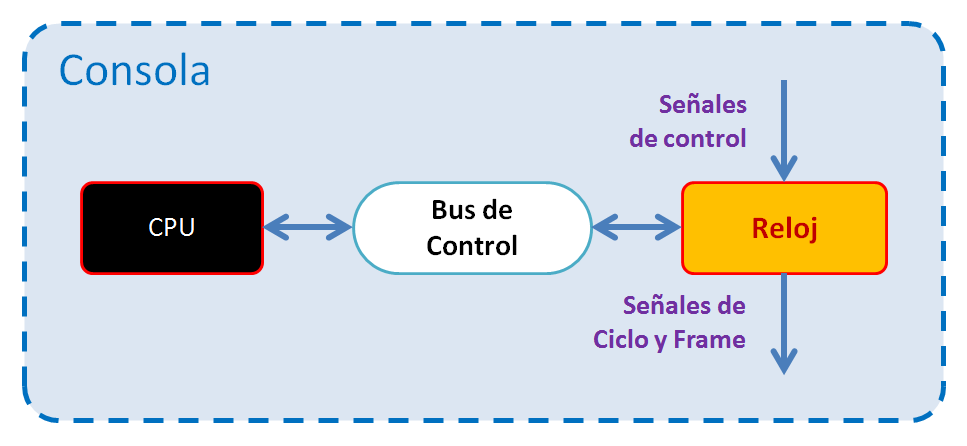 Consola
Señales
de control
CPU
Bus de
Control
Reloj
Señales de
Ciclo y Frame